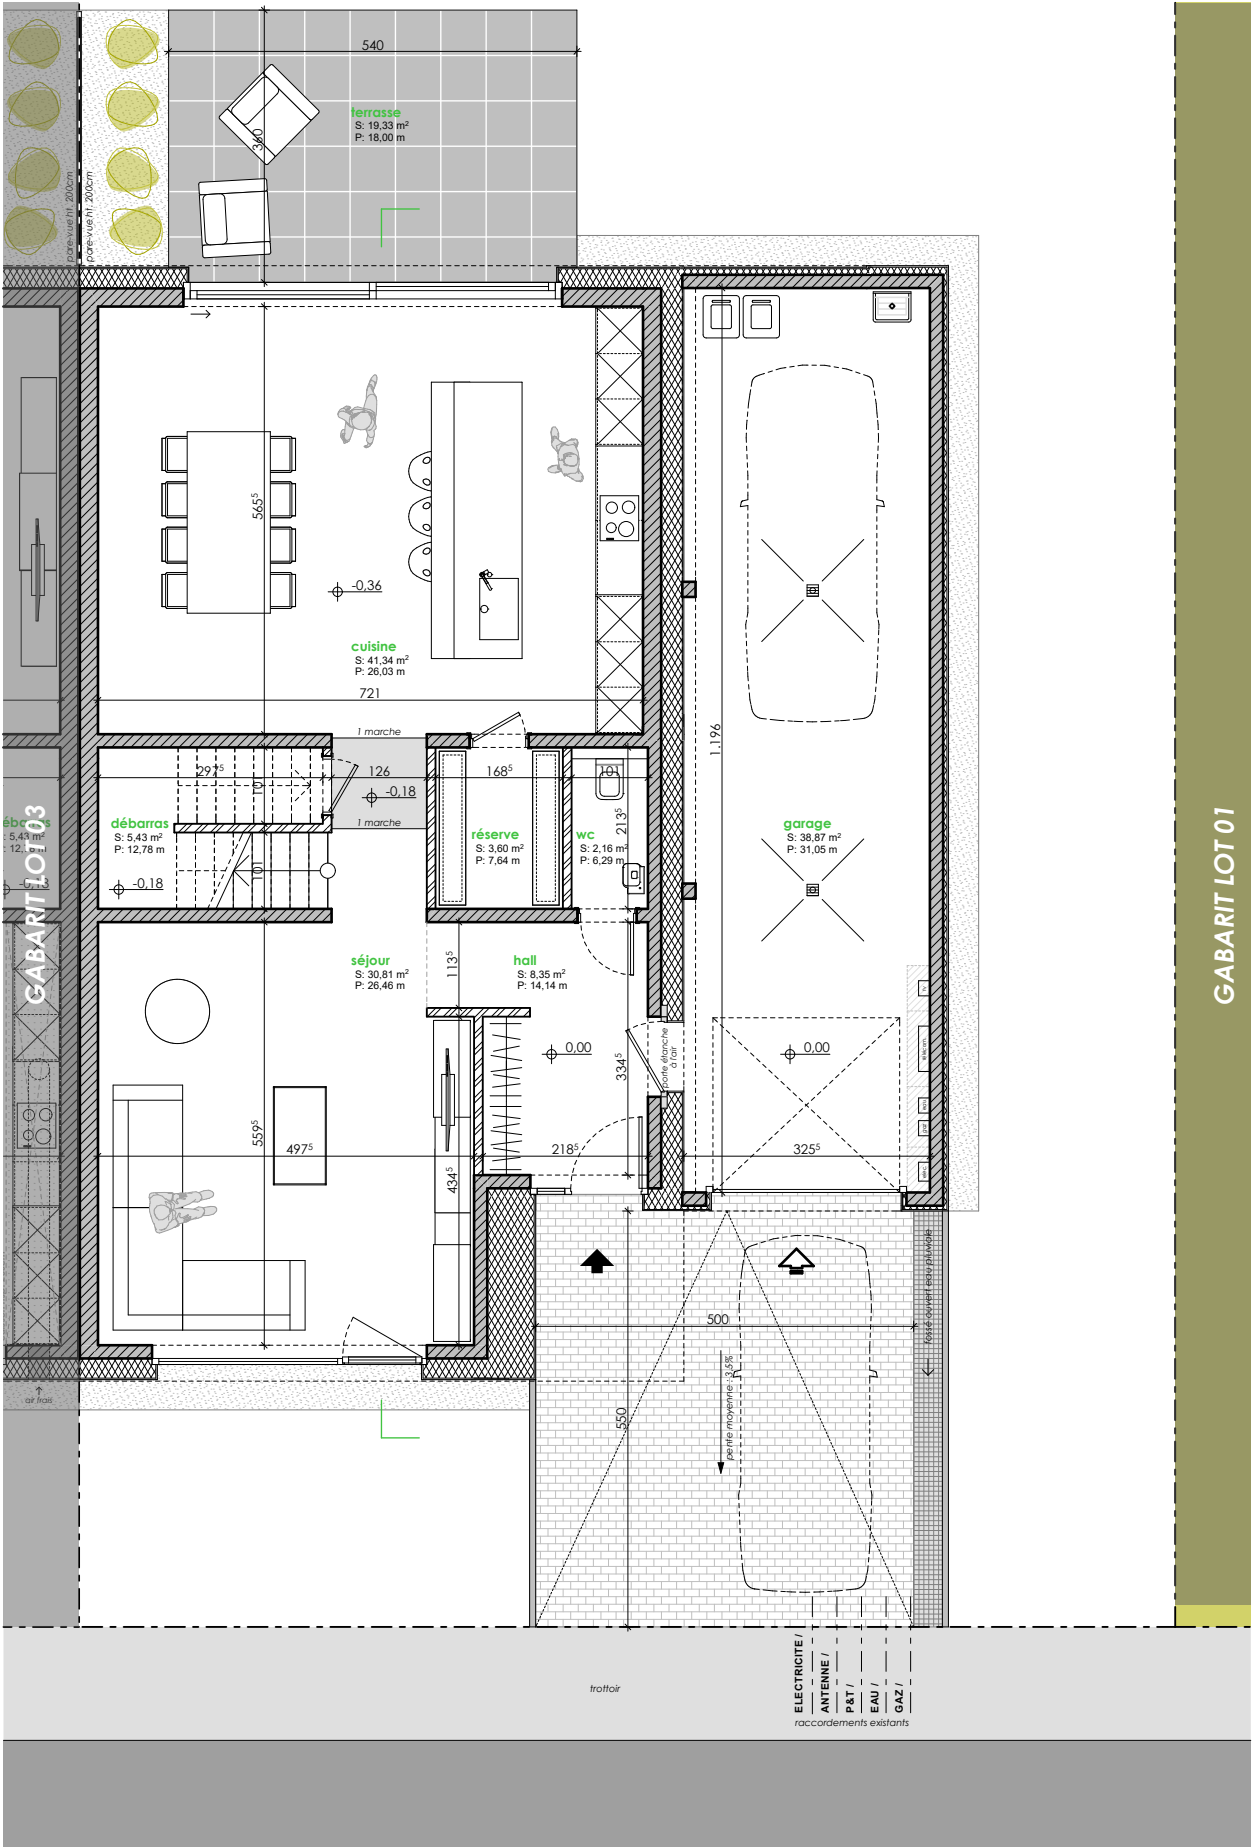 540
terrasse
S: 19,33 m²
P: 18,00 m
360
pare-vue ht. 200cm
pare-vue ht. 200cm
565⁵
-0,36
cuisine
S: 41,34 m²
P: 26,03 m
721
1.196
1 marche
297⁵
101
126
-0,18
1 marche
168⁵
101
213⁵
débarras
S: 5,43 m²
P: 12,78 m
-0,18
101
réserve
S: 3,60 m²
P: 7,64 m
wc
S: 2,16 m²
P: 6,29 m
garage
S: 38,87 m²
P: 31,05 m
GABARIT LOT 03
S: 5,43 m²
GABARIT LOT 01
séjour
S: 30,81 m²
P: 26,46 m
113⁵
hall
S: 8,35 m²
P: 14,14 m
0,00
334⁵
porte étanche
à l'air
0,00
559⁵
497⁵
434⁵
218⁵
325⁵
fossé ouvert eau pluviale
500
550
pente moyenne : 3,5%
air frais
trottoir
ELECTRICITE /
ANTENNE /
P&T /
EAU /
GAZ /
raccordements existants